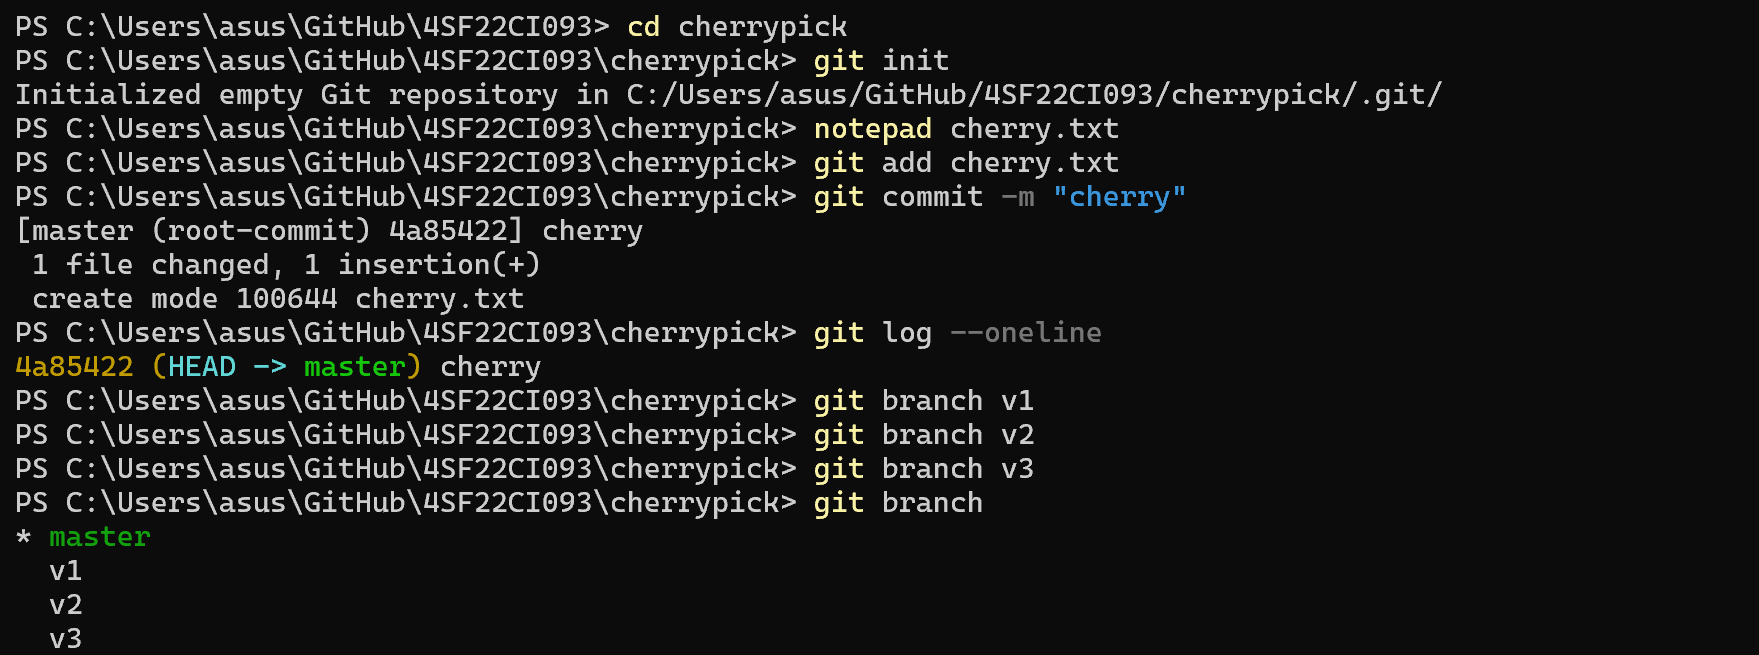 PS C:\Users\asus\GitHub\4SF22CI093> cd cherrypick
PS C:\Users\asus\GitHub\4SF22CI093\cherrypick> git init
Initialized empty Git repository in C:/Users/asus/GitHub/4SF22CI093/cherrypick/.git/
PS C:\Users\asus\GitHub\4SF22CI093\cherrypick> notepad cherry.txt
PS C:\Users\asus\GitHub\4SF22CI093\cherrypick> git add cherry.txt
PS C:\Users\asus\GitHub\4SF22CI093\cherrypick> git commit -m "cherry"
[master (root-commit) 4a85422] cherry
 1 file changed, 1 insertion(+)
 create mode 100644 cherry.txt
PS C:\Users\asus\GitHub\4SF22CI093\cherrypick> git log --oneline
4a85422 (HEAD -> master) cherry
PS C:\Users\asus\GitHub\4SF22CI093\cherrypick> git branch v1
PS C:\Users\asus\GitHub\4SF22CI093\cherrypick> git branch v2
PS C:\Users\asus\GitHub\4SF22CI093\cherrypick> git branch v3
PS C:\Users\asus\GitHub\4SF22CI093\cherrypick> git branch
* master
  v1
  v2
  v3